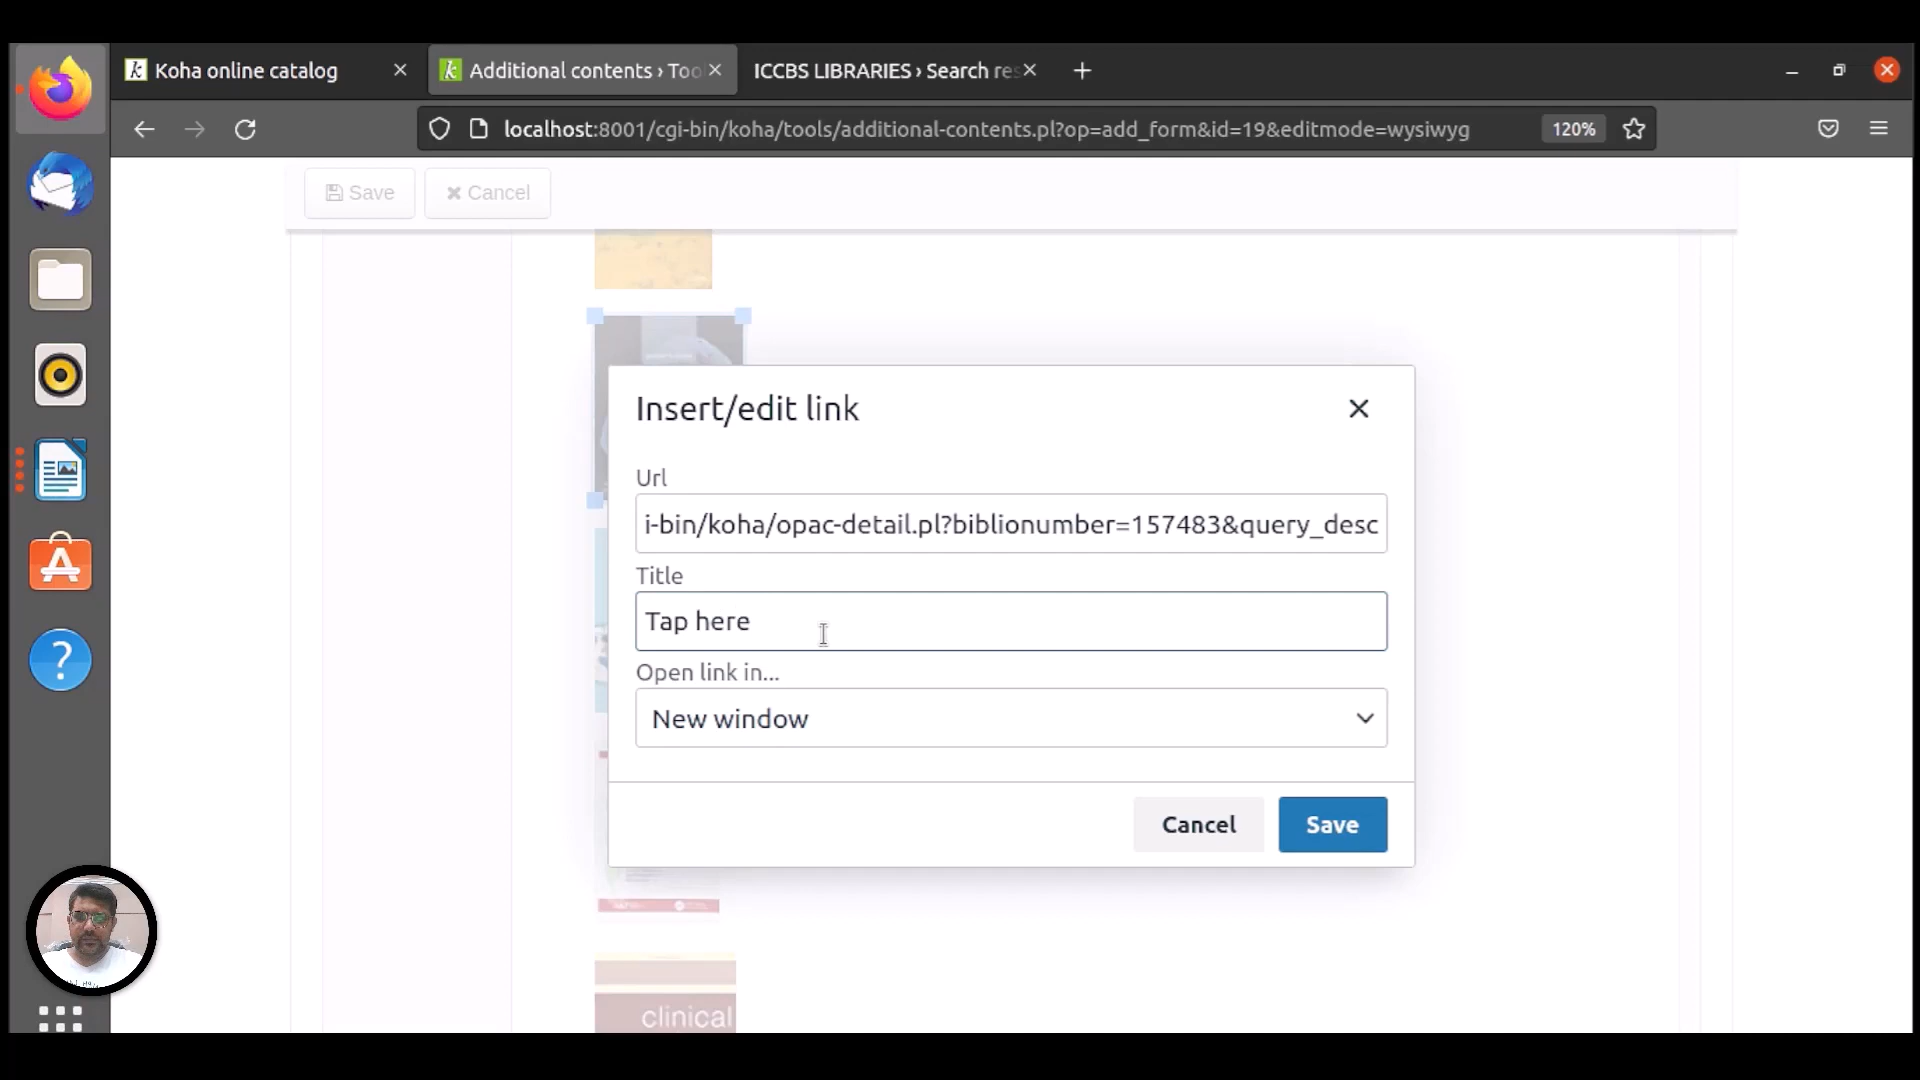 Koha online catalog
Additional contents › Too
ICCBS LIBRARIES › Search res
localhost:8001/cgi-bin/koha/tools/additional-contents.pl?op=add_form&id=19&editmode=wysiwyg
120%
Save
Cancel
Insert/edit link
Url
i-bin/koha/opac-detail.pl?biblionumber=157483&query_desc
Title
Tap here
Open link in...
New window
Cancel
Save
clinical